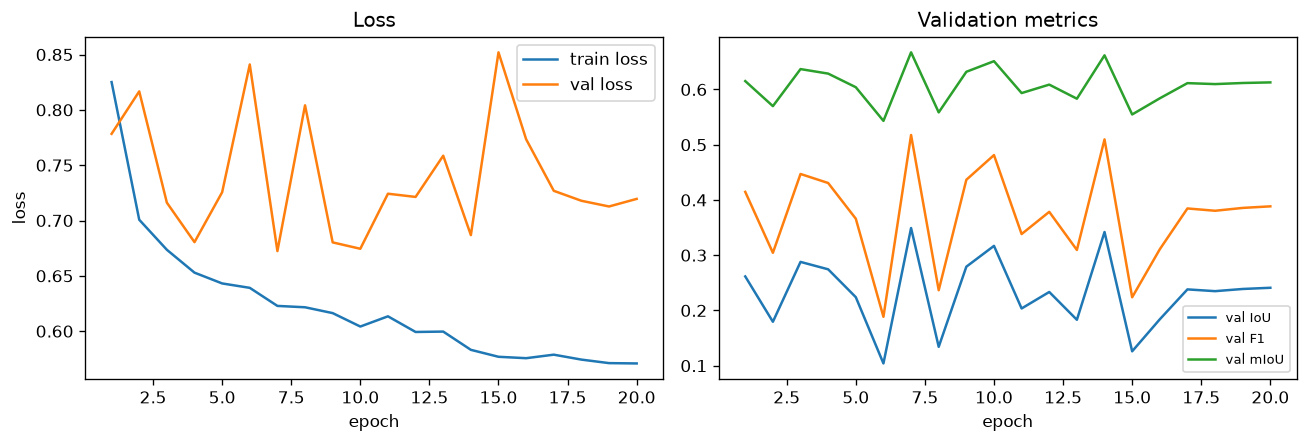 Loss
train loss
val loss
0.85
0.80
0.75
0.70
0.65
0.60
loss
2.5 5.0 7.5 10.0 12.5 15.0 17.5 20.0
epoch
Validation metrics
0.6
0.5
0.4
0.3
0.2
0.1
val IoU
val F1
val mIoU
2.5 5.0 7.5 10.0 12.5 15.0 17.5 20.0
epoch